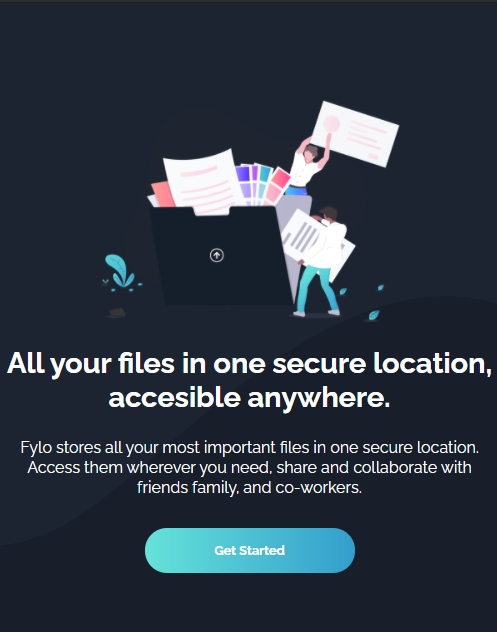 All your files in one secure location,
accesible anywhere.
Fylo stores all your most important files in one secure location.
Access them wherever you need, share and collaborate with
friends family, and co-workers.
Get Started